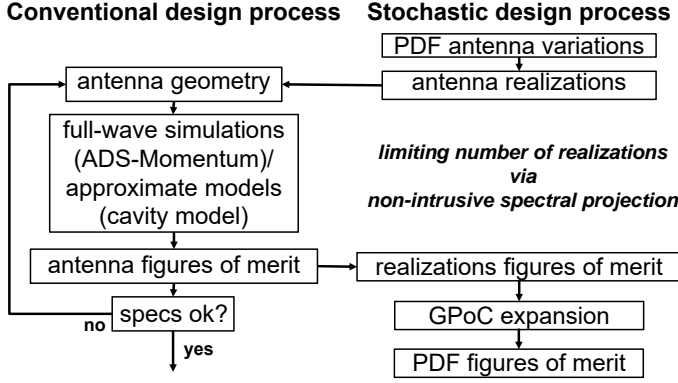 Conventional design process
Stochastic design process
PDF antenna variations
antenna geometry
antenna realizations
full-wave simulations
(ADS-Momentum)/
approximate models
(cavity model)
limiting number of realizations
via
non-intrusive spectral projection
antenna figures of merit
realizations figures of merit
specs ok?
no
yes
GPoC expansion
PDF figures of merit